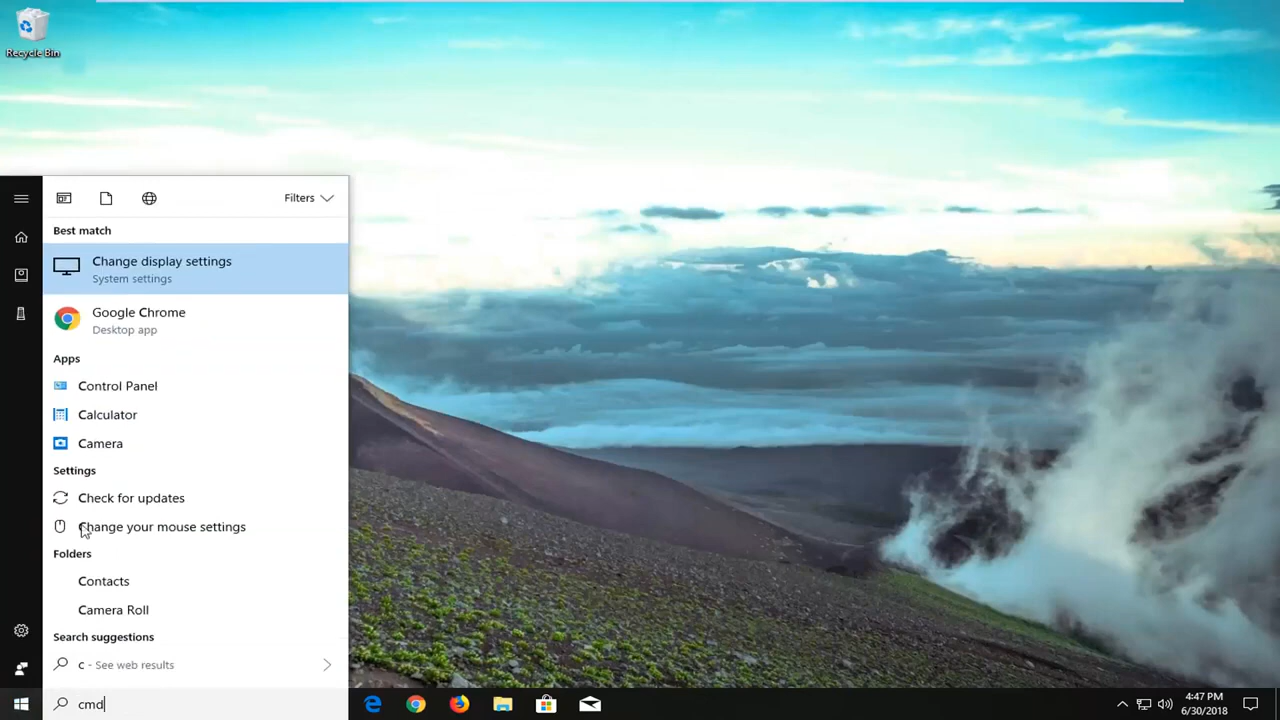 Recycle Bin
Filters
Best match
Change display settings
System settings
Google Chrome
Desktop app
Apps
Control Panel
Calculator
Camera
Settings
Check for updates
Change your mouse settings
Folders
Contacts
Camera Roll
Search suggestions
c - See web results
cmd
4:47 PM
6/30/2018